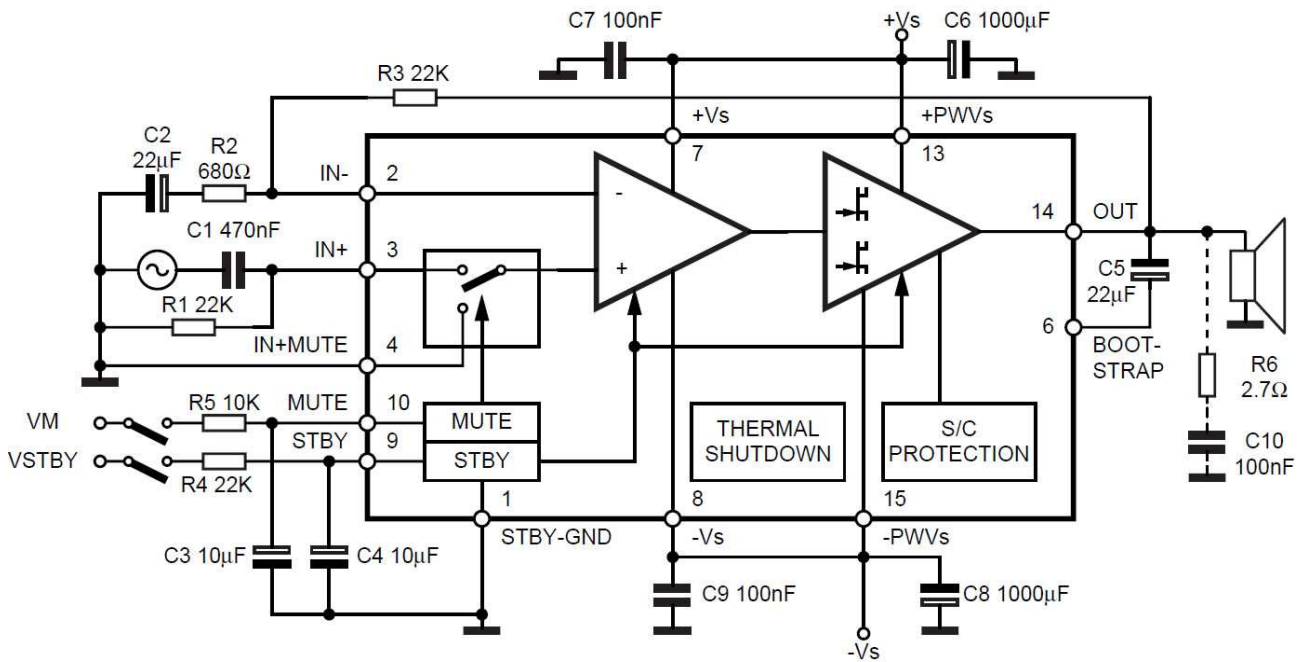 C7 100nF
+Vs
C6 1000μF
R3 22K
+Vs
+PWVs
C2
22μF
R2
680Ω
IN-
2
7
13
-
C1 470nF
IN+
3
+
14
OUT
R1 22K
IN+MUTE
4
C5
22μF
6
BOOT-
STRAP
R6
2.7Ω
VM
R5 10K
MUTE
10
MUTE
VSTBY
R4 22K
STBY
9
STBY
THERMAL
SHUTDOWN
S/C
PROTECTION
C10
100nF
1
8
15
STBY-GND
-Vs
-PWVs
C3 10μF
C4 10μF
C9 100nF
C8 1000μF
-Vs